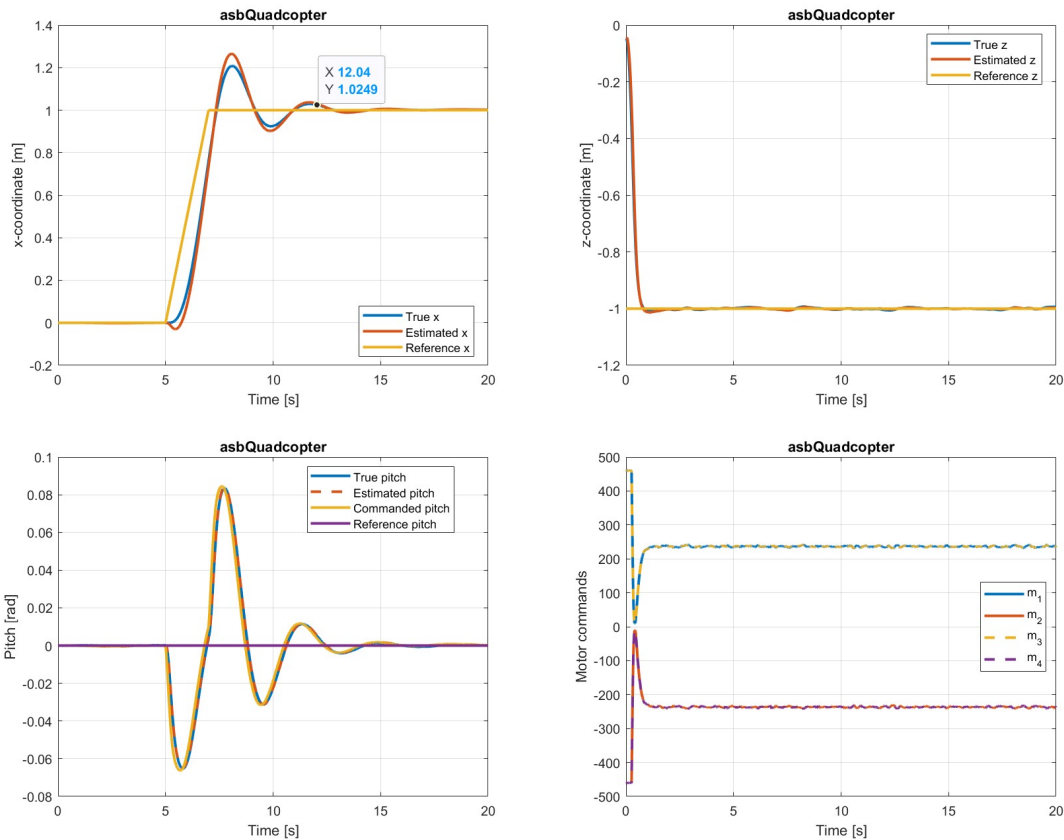 asbQuadcopter
1.4
1.2
1
0.8
0.6
0.4
0.2
0
-0.2
x-coordinate [m]
X 12.04
Y 1.0249
True x
Estimated x
Reference x
0 5 10 15 20
Time [s]
asbQuadcopter
0
-0.2
-0.4
-0.6
-0.8
-1
-1.2
z-coordinate [m]
True z
Estimated z
Reference z
0 5 10 15 20
Time [s]
asbQuadcopter
0.1
0.08
0.06
0.04
0.02
0
-0.02
-0.04
-0.06
-0.08
Pitch [rad]
True pitch
Estimated pitch
Commanded pitch
Reference pitch
0 5 10 15 20
Time [s]
asbQuadcopter
500
400
300
200
100
0
-100
-200
-300
-400
-500
Motor commands
m1
m2
m3
m4
0 5 10 15 20
Time [s]